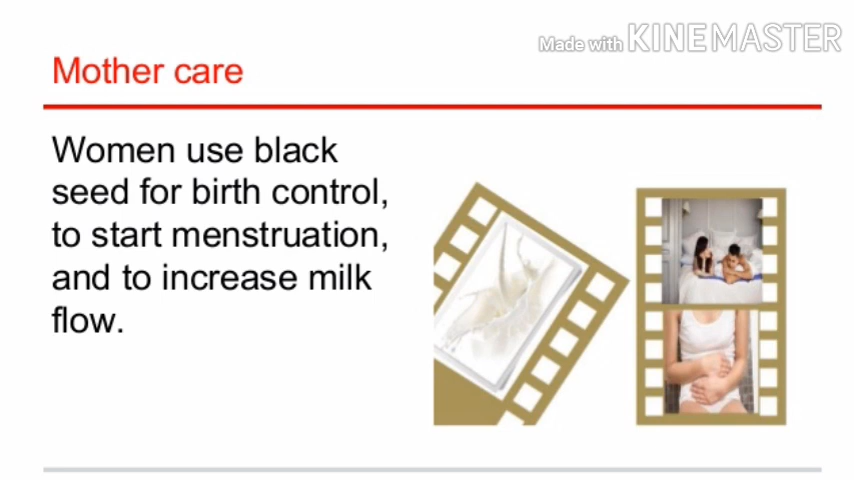 Made with KINEMASTER
Mother care
Women use black
seed for birth control,
to start menstruation,
and to increase milk
flow.